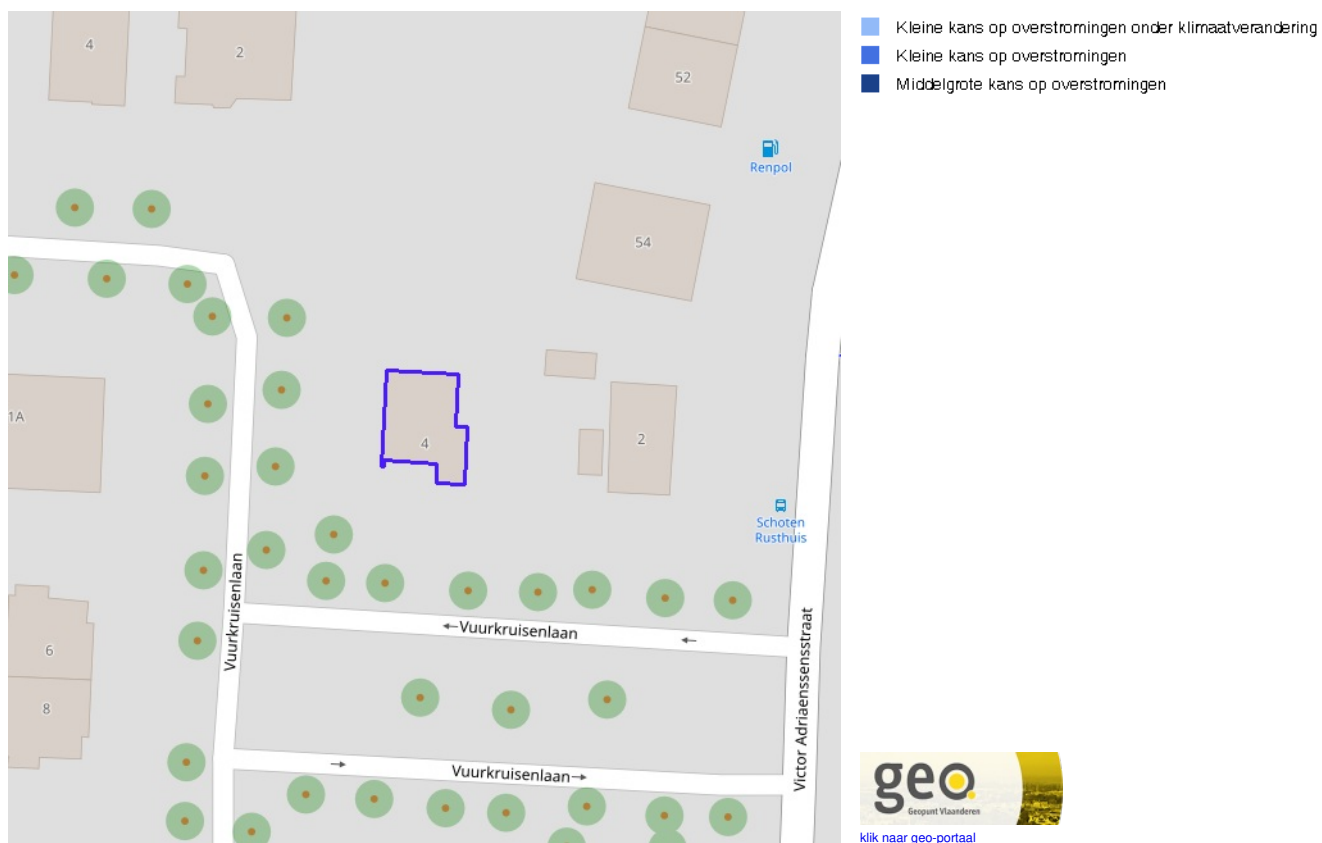 4
2
52
Renpol
54
1A
4
2
Schoten
Rusthuis
Vuurkruisenlaan
Vuurkruisenlaan
Victor Adriaenssensstraat
6
8
Vuurkruisenlaan
Kleine kans op overstromingen onder klimaatverandering
Kleine kans op overstromingen
Middelgrote kans op overstromingen
geo
Geopunt Vlaanderen
klik naar geo-portaal